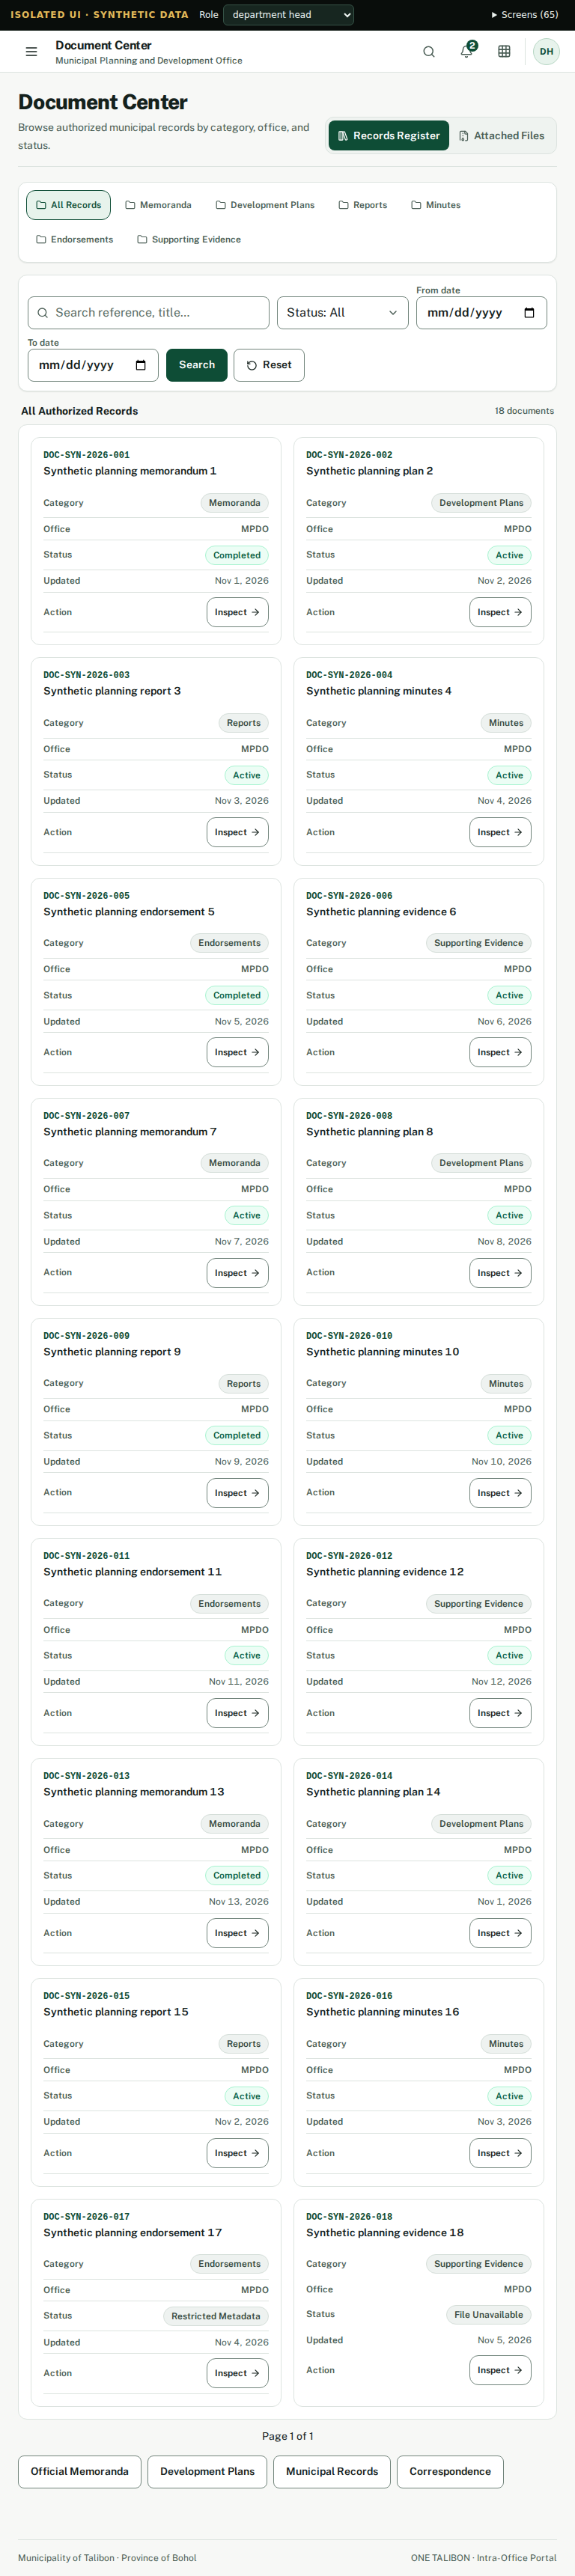 ISOLATED UI · SYNTHETIC DATA Role department head ▶ Screens (65)
Document Center
Municipal Planning and Development Office
2
DH
Document Center
Browse authorized municipal records by category, office, and
status.
Records Register Attached Files
All Records Memoranda Development Plans Reports Minutes
Endorsements Supporting Evidence
From date
Search reference, title... Status: All mm/dd/yyyy
To date
mm/dd/yyyy Search Reset
All Authorized Records 18 documents
DOC-SYN-2026-001
Synthetic planning memorandum 1
Category Memoranda
Office MPDO
Status Completed
Updated Nov 1, 2026
Action Inspect →
DOC-SYN-2026-002
Synthetic planning plan 2
Category Development Plans
Office MPDO
Status Active
Updated Nov 2, 2026
Action Inspect →
DOC-SYN-2026-003
Synthetic planning report 3
Category Reports
Office MPDO
Status Active
Updated Nov 3, 2026
Action Inspect →
DOC-SYN-2026-004
Synthetic planning minutes 4
Category Minutes
Office MPDO
Status Active
Updated Nov 4, 2026
Action Inspect →
DOC-SYN-2026-005
Synthetic planning endorsement 5
Category Endorsements
Office MPDO
Status Completed
Updated Nov 5, 2026
Action Inspect →
DOC-SYN-2026-006
Synthetic planning evidence 6
Category Supporting Evidence
Office MPDO
Status Active
Updated Nov 6, 2026
Action Inspect →
DOC-SYN-2026-007
Synthetic planning memorandum 7
Category Memoranda
Office MPDO
Status Active
Updated Nov 7, 2026
Action Inspect →
DOC-SYN-2026-008
Synthetic planning plan 8
Category Development Plans
Office MPDO
Status Active
Updated Nov 8, 2026
Action Inspect →
DOC-SYN-2026-009
Synthetic planning report 9
Category Reports
Office MPDO
Status Completed
Updated Nov 9, 2026
Action Inspect →
DOC-SYN-2026-010
Synthetic planning minutes 10
Category Minutes
Office MPDO
Status Active
Updated Nov 10, 2026
Action Inspect →
DOC-SYN-2026-011
Synthetic planning endorsement 11
Category Endorsements
Office MPDO
Status Active
Updated Nov 11, 2026
Action Inspect →
DOC-SYN-2026-012
Synthetic planning evidence 12
Category Supporting Evidence
Office MPDO
Status Active
Updated Nov 12, 2026
Action Inspect →
DOC-SYN-2026-013
Synthetic planning memorandum 13
Category Memoranda
Office MPDO
Status Completed
Updated Nov 13, 2026
Action Inspect →
DOC-SYN-2026-014
Synthetic planning plan 14
Category Development Plans
Office MPDO
Status Active
Updated Nov 1, 2026
Action Inspect →
DOC-SYN-2026-015
Synthetic planning report 15
Category Reports
Office MPDO
Status Active
Updated Nov 2, 2026
Action Inspect →
DOC-SYN-2026-016
Synthetic planning minutes 16
Category Minutes
Office MPDO
Status Active
Updated Nov 3, 2026
Action Inspect →
DOC-SYN-2026-017
Synthetic planning endorsement 17
Category Endorsements
Office MPDO
Status Restricted Metadata
Updated Nov 4, 2026
Action Inspect →
DOC-SYN-2026-018
Synthetic planning evidence 18
Category Supporting Evidence
Office MPDO
Status File Unavailable
Updated Nov 5, 2026
Action Inspect →
Page 1 of 1
Official Memoranda Development Plans Municipal Records Correspondence
Municipality of Talibon · Province of Bohol ONE TALIBON · Intra-Office Portal